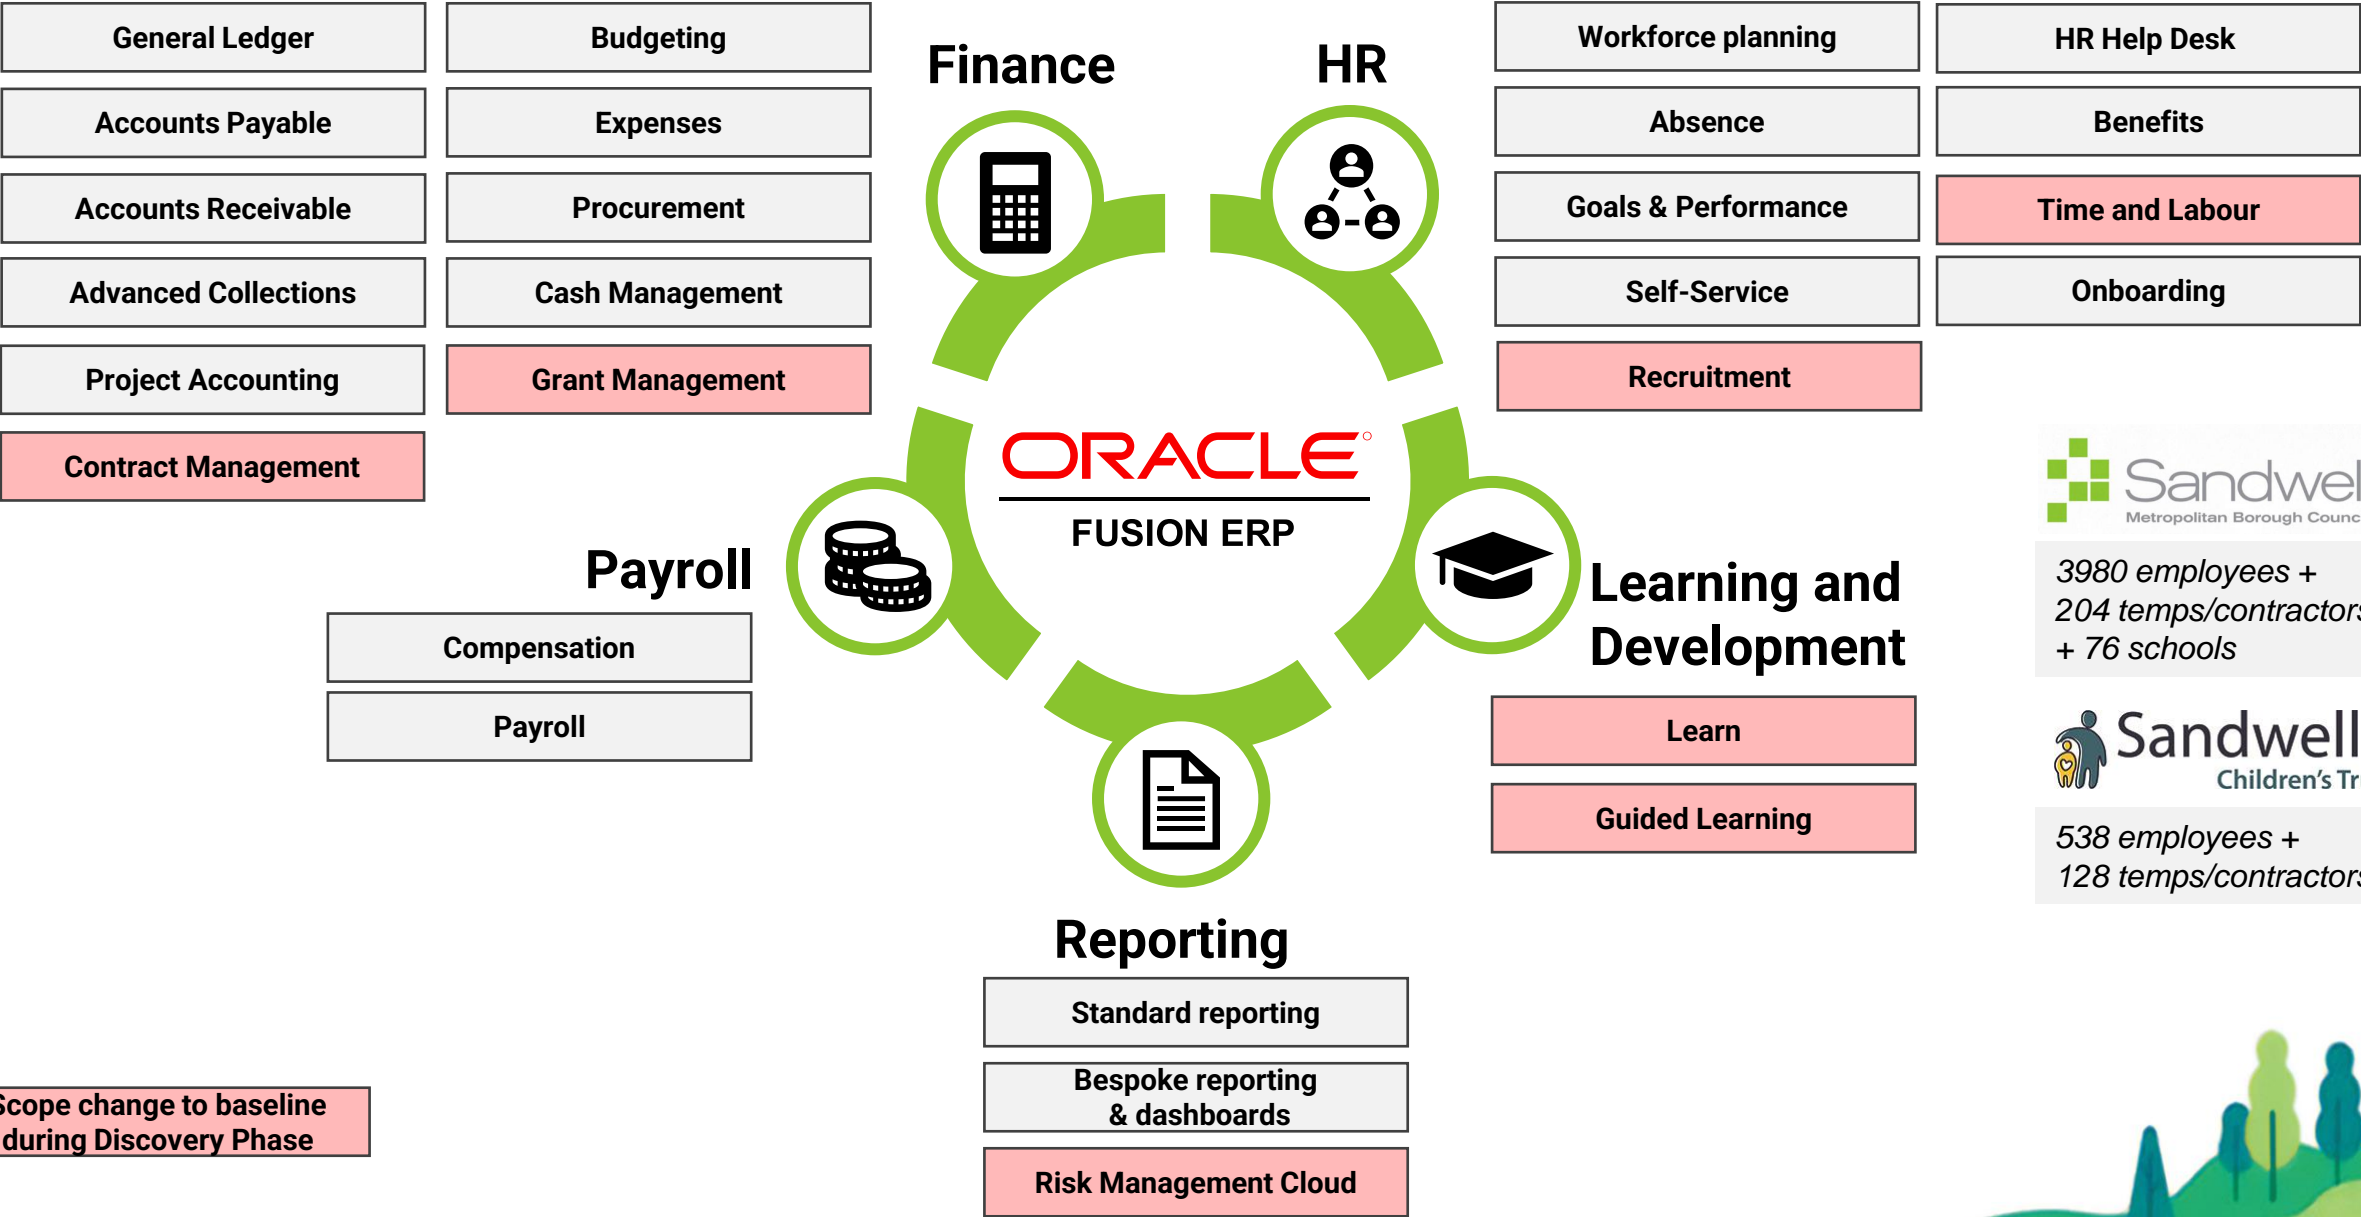 General Ledger
Accounts Payable
Accounts Receivable
Advanced Collections
Project Accounting
Contract Management
Budgeting
Expenses
Procurement
Cash Management
Grant Management
Finance
HR
Workforce planning
Absence
Goals & Performance
Self-Service
Recruitment
HR Help Desk
Benefits
Time and Labour
Onboarding
ORACLE
FUSION ERP
Payroll
Compensation
Payroll
Learning and
Development
Learn
Guided Learning
Sandwel
Metropolitan Borough Counc
3980 employees +
204 temps/contractors
+ 76 schools
Sandwell
Children's Tr
538 employees +
128 temps/contractors
Reporting
Standard reporting
Bespoke reporting
& dashboards
Risk Management Cloud
Scope change to baseline
during Discovery Phase